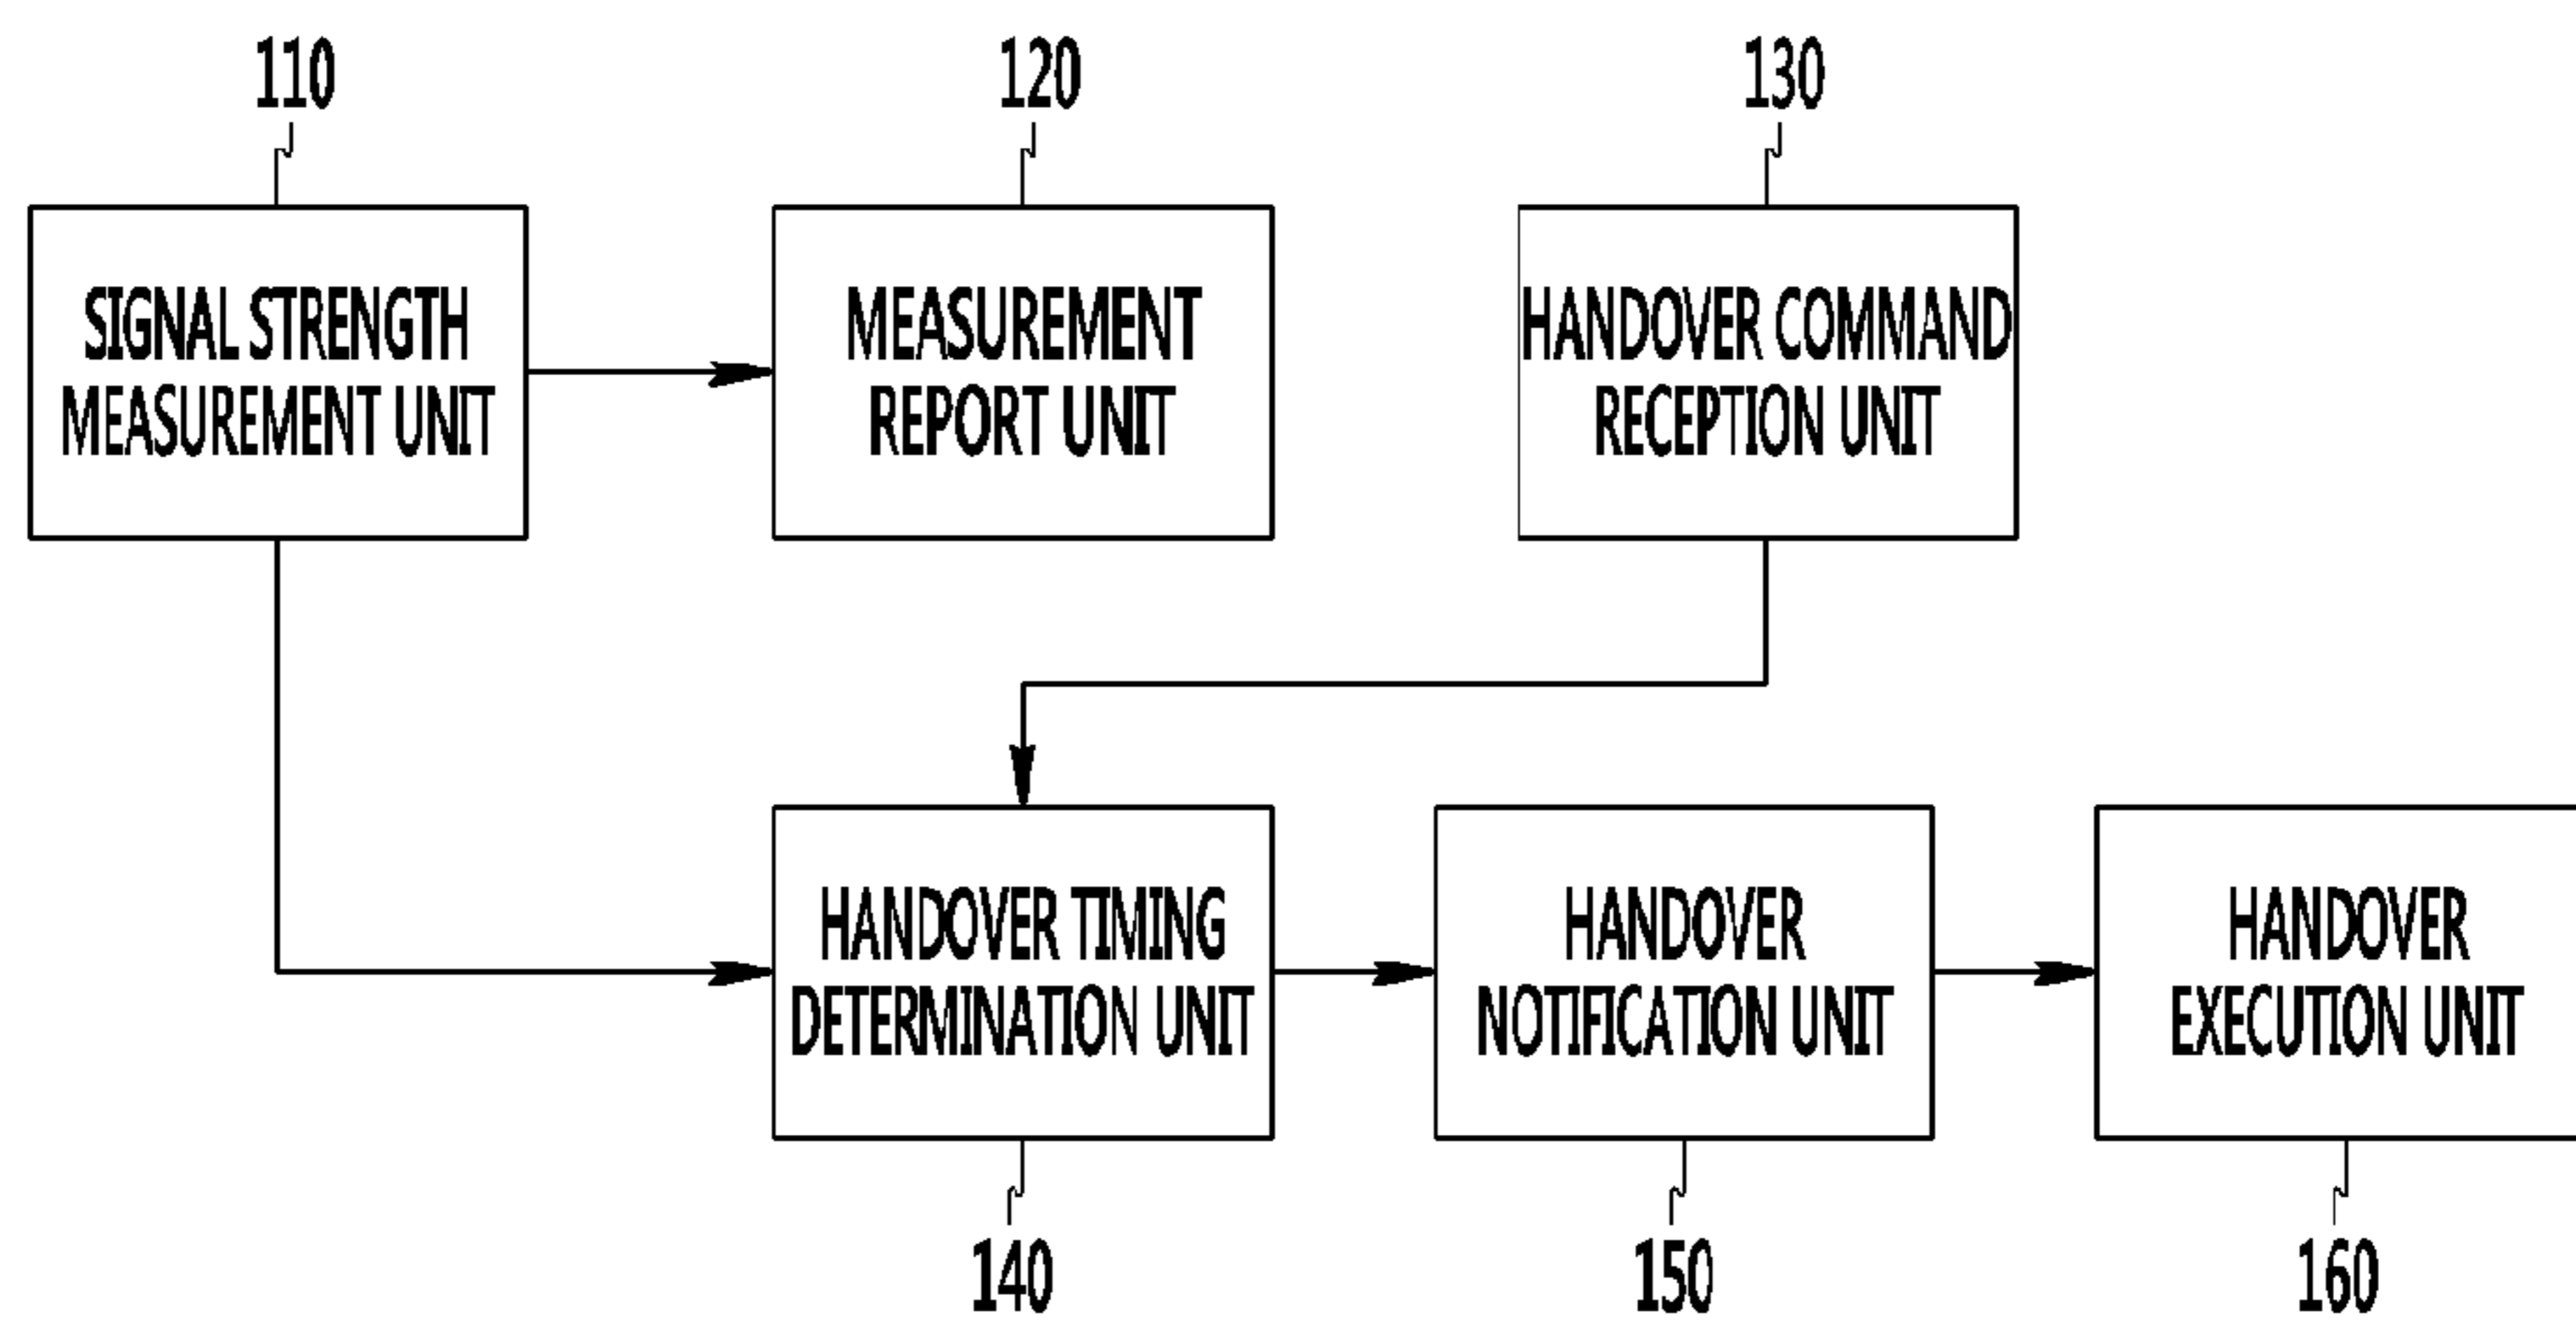 110
120
130
SIGNAL STRENGTH
MEASUREMENT UNIT
MEASUREMENT
REPORT UNIT
HANDOVER COMMAND
RECEPTION UNIT
HANDOVER TIMING
DETERMINATION UNIT
HANDOVER
NOTIFICATION UNIT
HANDOVER
EXECUTION UNIT
140
150
160